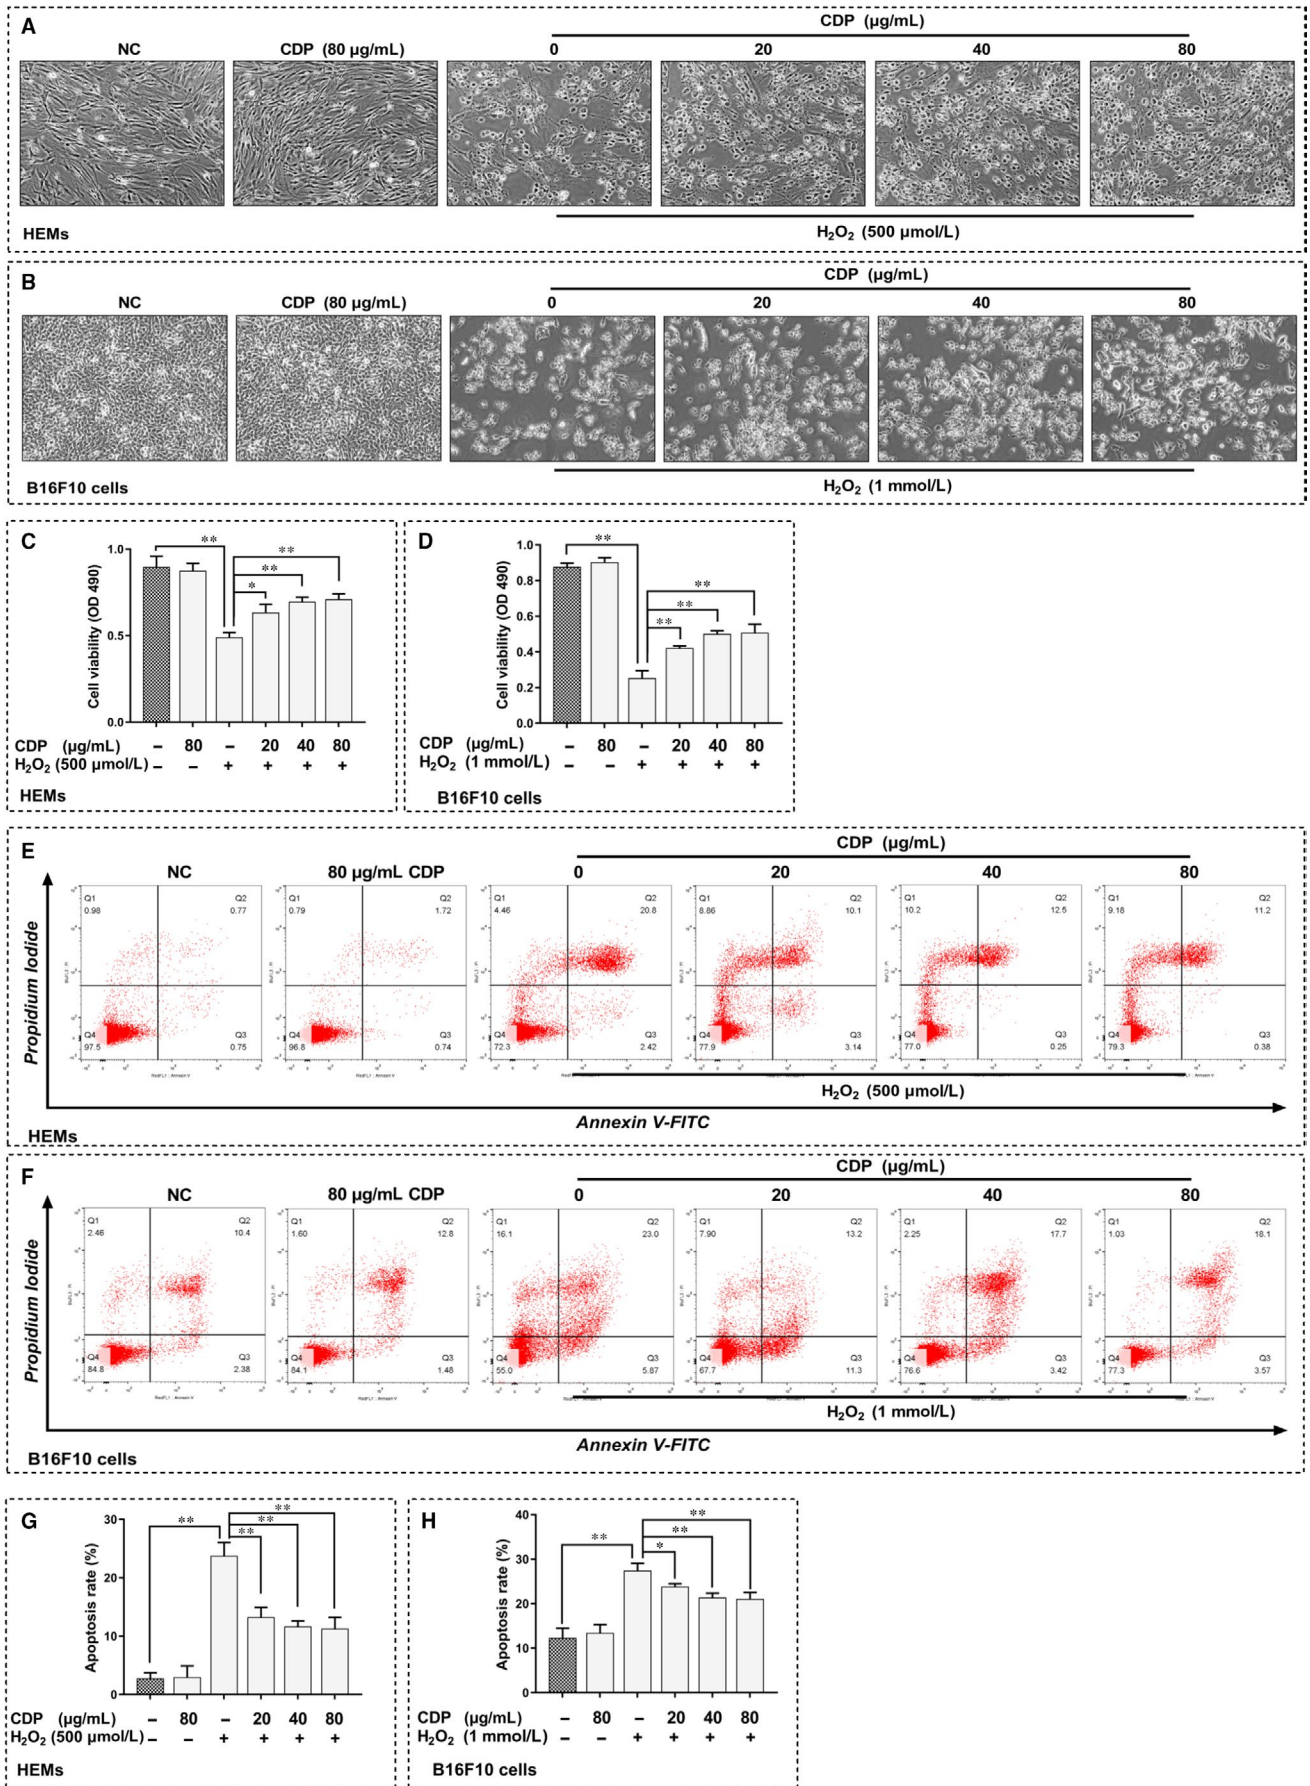 A
CDP (µg/mL)
NC CDP (80 µg/mL) 0 20 40 80
HEMs
H₂O₂ (500 µmol/L)
B
CDP (µg/mL)
NC CDP (80 µg/mL) 0 20 40 80
B16F10 cells
H₂O₂ (1 mmol/L)
C
Cell viability (OD 490)
1.0
0.5
0.0
** ** ** *
CDP (µg/mL) – 80 – 20 40 80
H₂O₂ (500 µmol/L) – – + + + +
HEMs
D
Cell viability (OD 490)
1.0
0.8
0.6
0.4
0.2
0.0
** ** ** **
CDP (µg/mL) – 80 – 20 40 80
H₂O₂ (1 mmol/L) – – + + + +
B16F10 cells
E
CDP (µg/mL)
NC 80 µg/mL CDP 0 20 40 80
Propidium Iodide
Q1 Q2 Q1 Q2 Q1 Q2 Q1 Q2 Q1 Q2 Q1 Q2
0.98 0.77 0.79 1.72 4.46 20.8 8.86 10.1 10.2 12.5 9.18 11.2
Q4 Q3 Q4 Q3 Q4 Q3 Q4 Q3 Q4 Q3 Q4 Q3
97.5 0.75 96.8 0.74 72.3 2.42 77.9 3.14 77.0 0.25 79.3 0.38
H₂O₂ (500 µmol/L)
Annexin V-FITC
HEMs
F
CDP (µg/mL)
NC 80 µg/mL CDP 0 20 40 80
Propidium Iodide
Q1 Q2 Q1 Q2 Q1 Q2 Q1 Q2 Q1 Q2 Q1 Q2
2.46 10.4 1.60 12.8 16.1 23.0 7.90 13.2 2.25 17.7 1.03 18.1
Q4 Q3 Q4 Q3 Q4 Q3 Q4 Q3 Q4 Q3 Q4 Q3
84.8 2.38 84.1 1.48 55.0 5.87 67.7 11.3 76.6 3.42 77.3 3.57
H₂O₂ (1 mmol/L)
Annexin V-FITC
B16F10 cells
G
Apoptosis rate (%)
30
20
10
0
** ** ** **
CDP (µg/mL) – 80 – 20 40 80
H₂O₂ (500 µmol/L) – – + + + +
HEMs
H
Apoptosis rate (%)
40
30
20
10
0
** ** ** *
CDP (µg/mL) – 80 – 20 40 80
H₂O₂ (1 mmol/L) – – + + + +
B16F10 cells